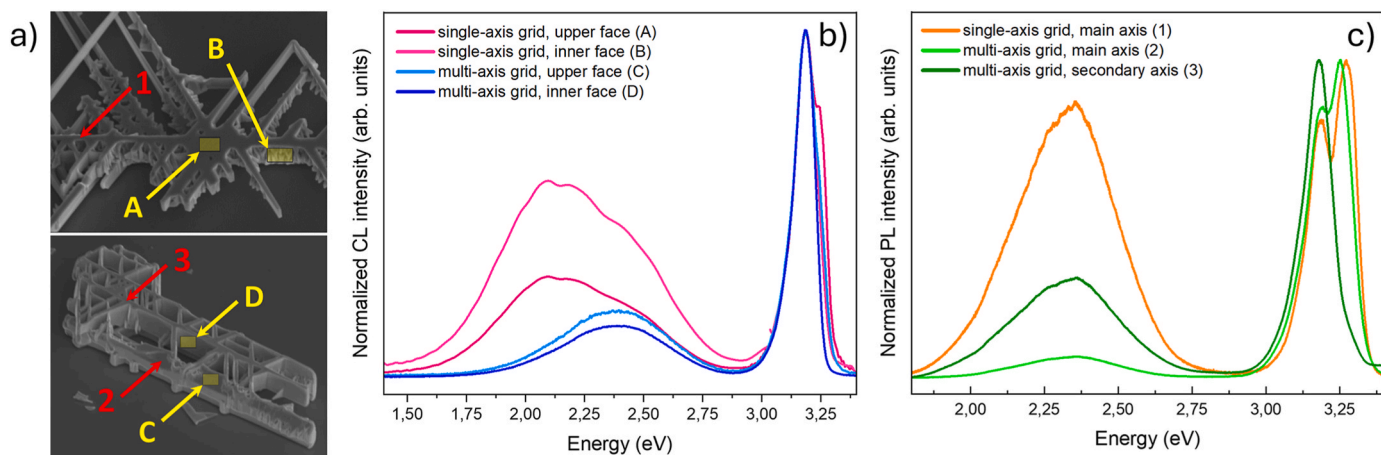 a)
1
B
A
3
D
2
C
b)
Normalized CL intensity (arb. units)
single-axis grid, upper face (A)
single-axis grid, inner face (B)
multi-axis grid, upper face (C)
multi-axis grid, inner face (D)
1,50 1,75 2,00 2,25 2,50 2,75 3,00 3,25
Energy (eV)
c)
Normalized PL intensity (arb. units)
single-axis grid, main axis (1)
multi-axis grid, main axis (2)
multi-axis grid, secondary axis (3)
2,00 2,25 2,50 2,75 3,00 3,25
Energy (eV)